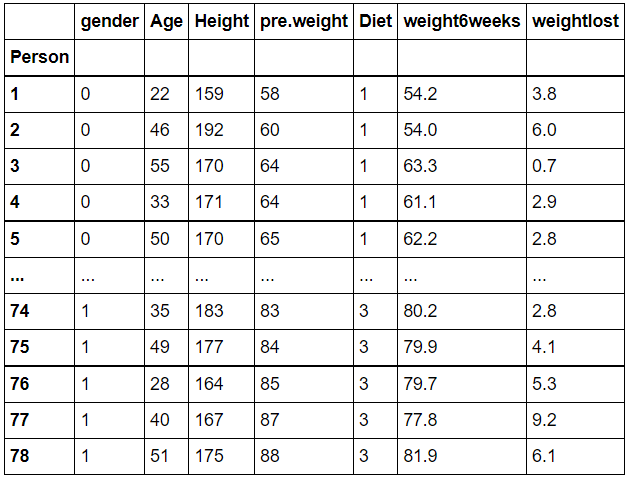 gender Age Height pre.weight Diet weight6weeks weightlost
Person
1 0 22 159 58 1 54.2 3.8
2 0 46 192 60 1 54.0 6.0
3 0 55 170 64 1 63.3 0.7
4 0 33 171 64 1 61.1 2.9
5 0 50 170 65 1 62.2 2.8
... ... ... ... ... ... ... ...
74 1 35 183 83 3 80.2 2.8
75 1 49 177 84 3 79.9 4.1
76 1 28 164 85 3 79.7 5.3
77 1 40 167 87 3 77.8 9.2
78 1 51 175 88 3 81.9 6.1